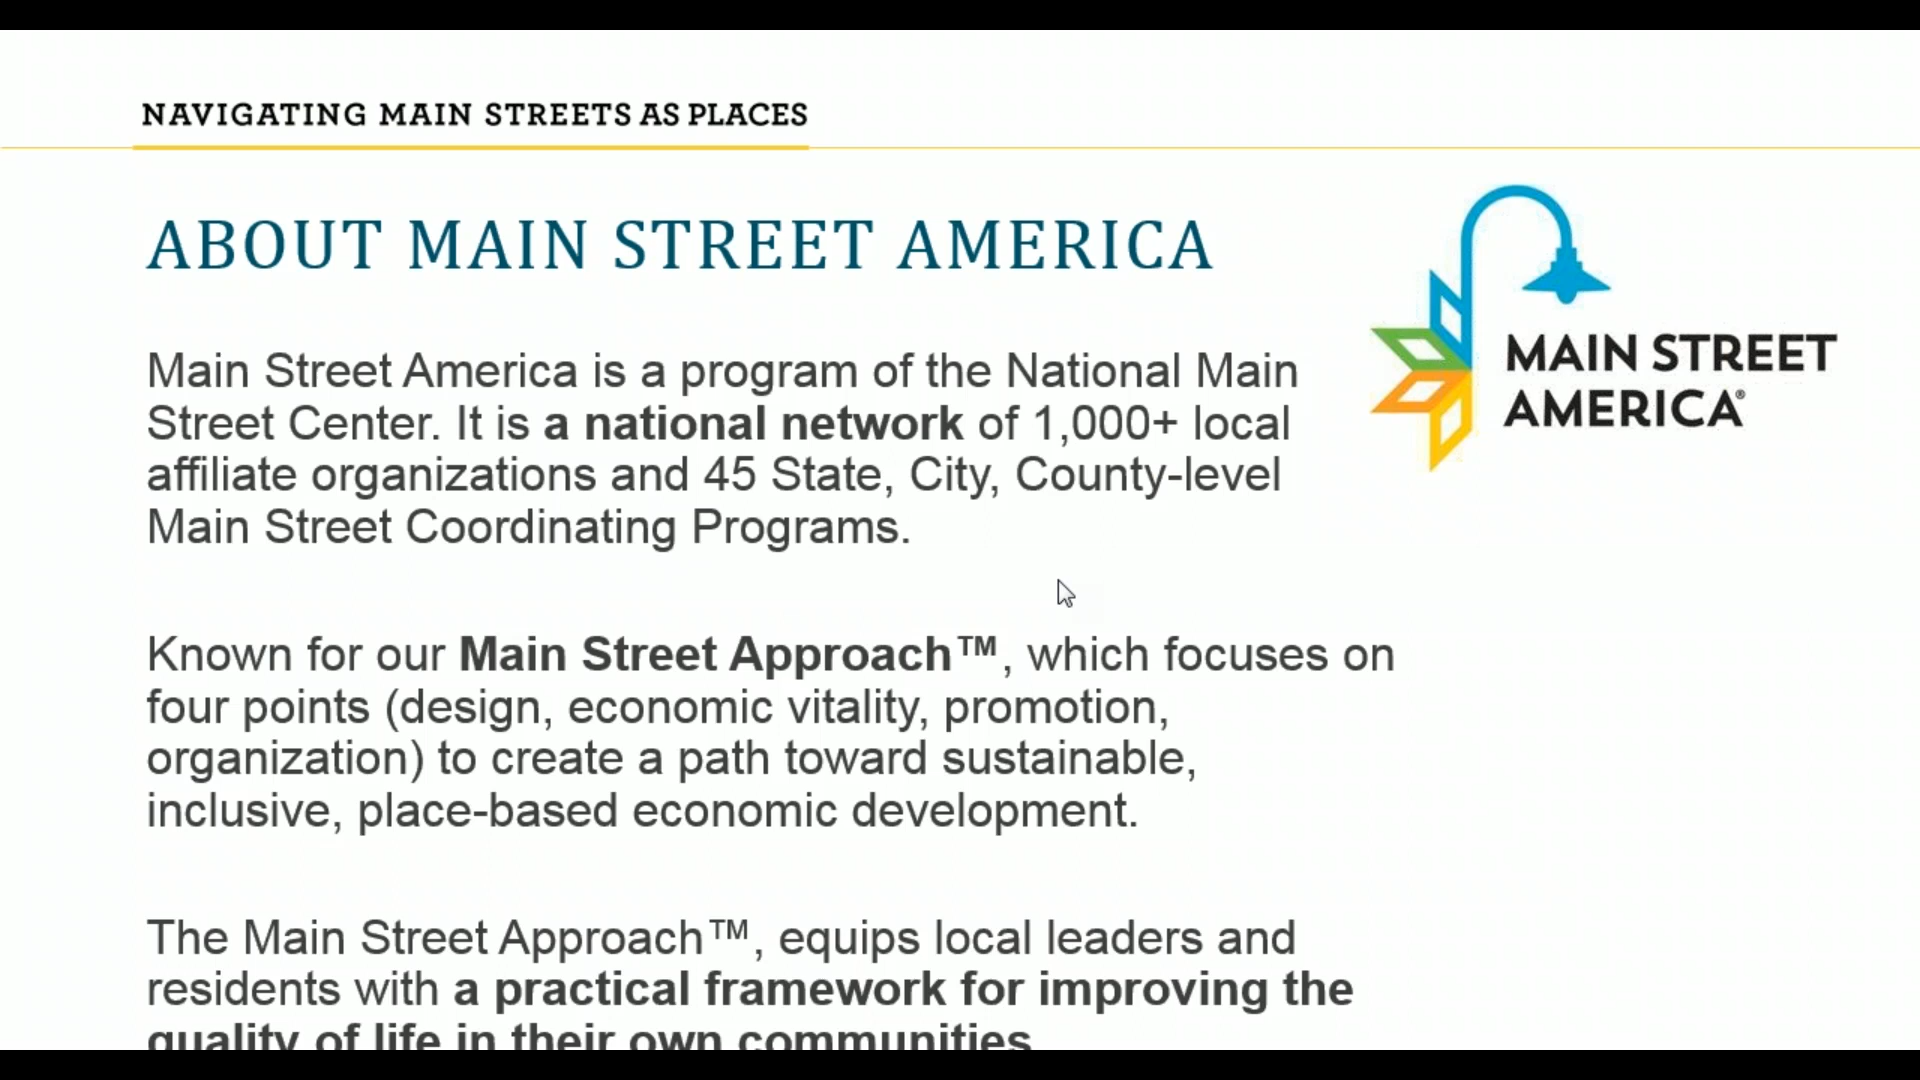 NAVIGATING MAIN STREETS AS PLACES
ABOUT MAIN STREET AMERICA
MAIN STREET
AMERICA®
Main Street America is a program of the National Main
Street Center. It is a national network of 1,000+ local
affiliate organizations and 45 State, City, County-level
Main Street Coordinating Programs.
Known for our Main Street Approach™, which focuses on
four points (design, economic vitality, promotion,
organization) to create a path toward sustainable,
inclusive, place-based economic development.
The Main Street Approach™, equips local leaders and
residents with a practical framework for improving the
quality of life in their own communities